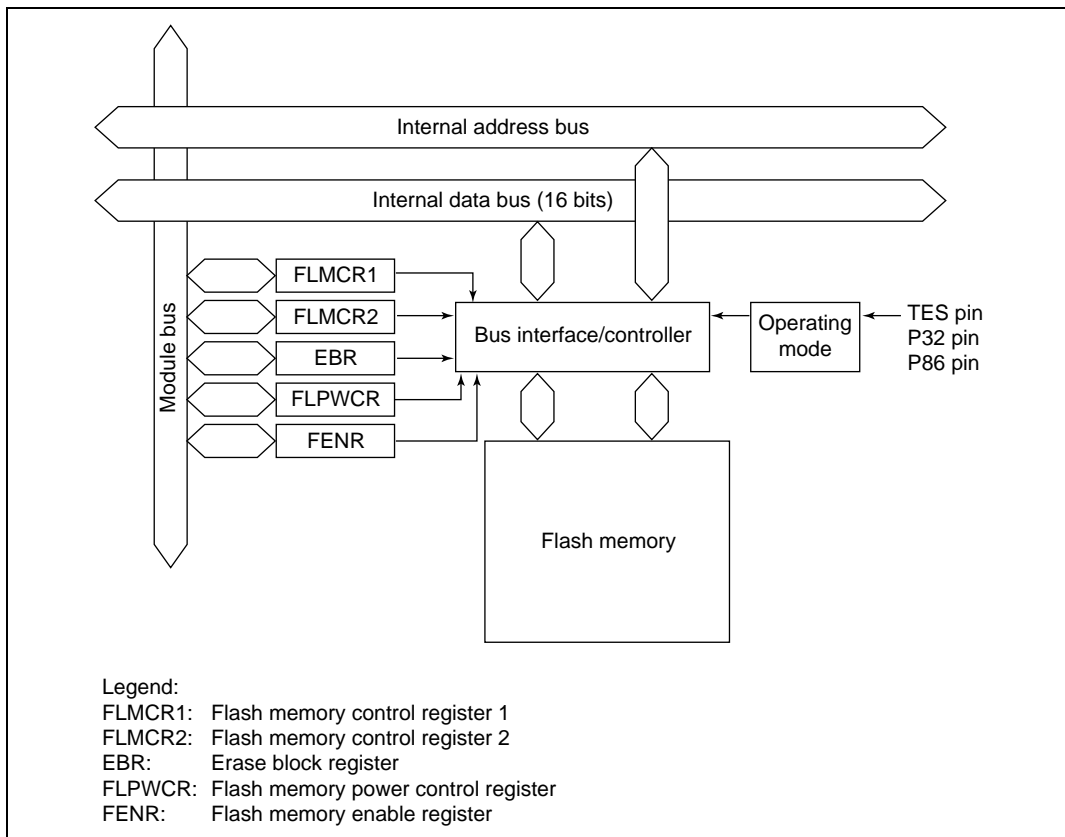 Internal address bus
Internal data bus (16 bits)
Module bus
FLMCR1
FLMCR2
EBR
FLPWCR
FENR
Bus interface/controller
Operating
mode
TES pin
P32 pin
P86 pin
Flash memory
Legend:
FLMCR1: Flash memory control register 1
FLMCR2: Flash memory control register 2
EBR: Erase block register
FLPWCR: Flash memory power control register
FENR: Flash memory enable register